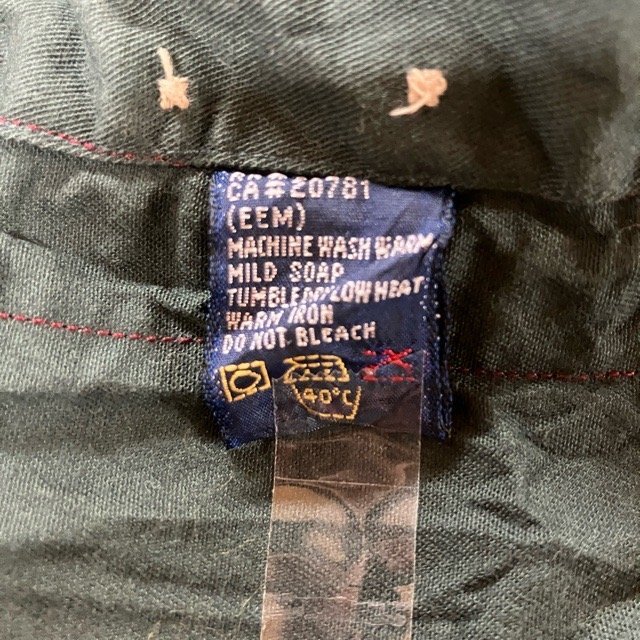 CA#20781
(EEM)
MACHINE WASH WARM
MILD SOAP
TUMBLE DRY LOW HEAT
WARM IRON
DO NOT BLEACH
40°C